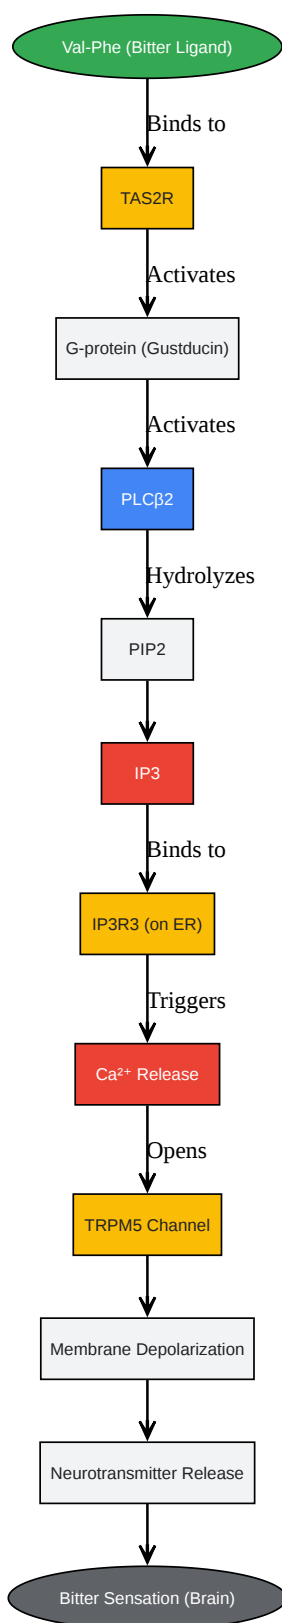 Val-Phe (Bitter Ligand)
Binds to
TAS2R
Activates
G-protein (Gustducin)
Activates
PLCβ2
Hydrolyzes
PIP2
IP3
Binds to
IP3R3 (on ER)
Triggers
Ca²⁺ Release
Opens
TRPM5 Channel
Membrane Depolarization
Neurotransmitter Release
Bitter Sensation (Brain)